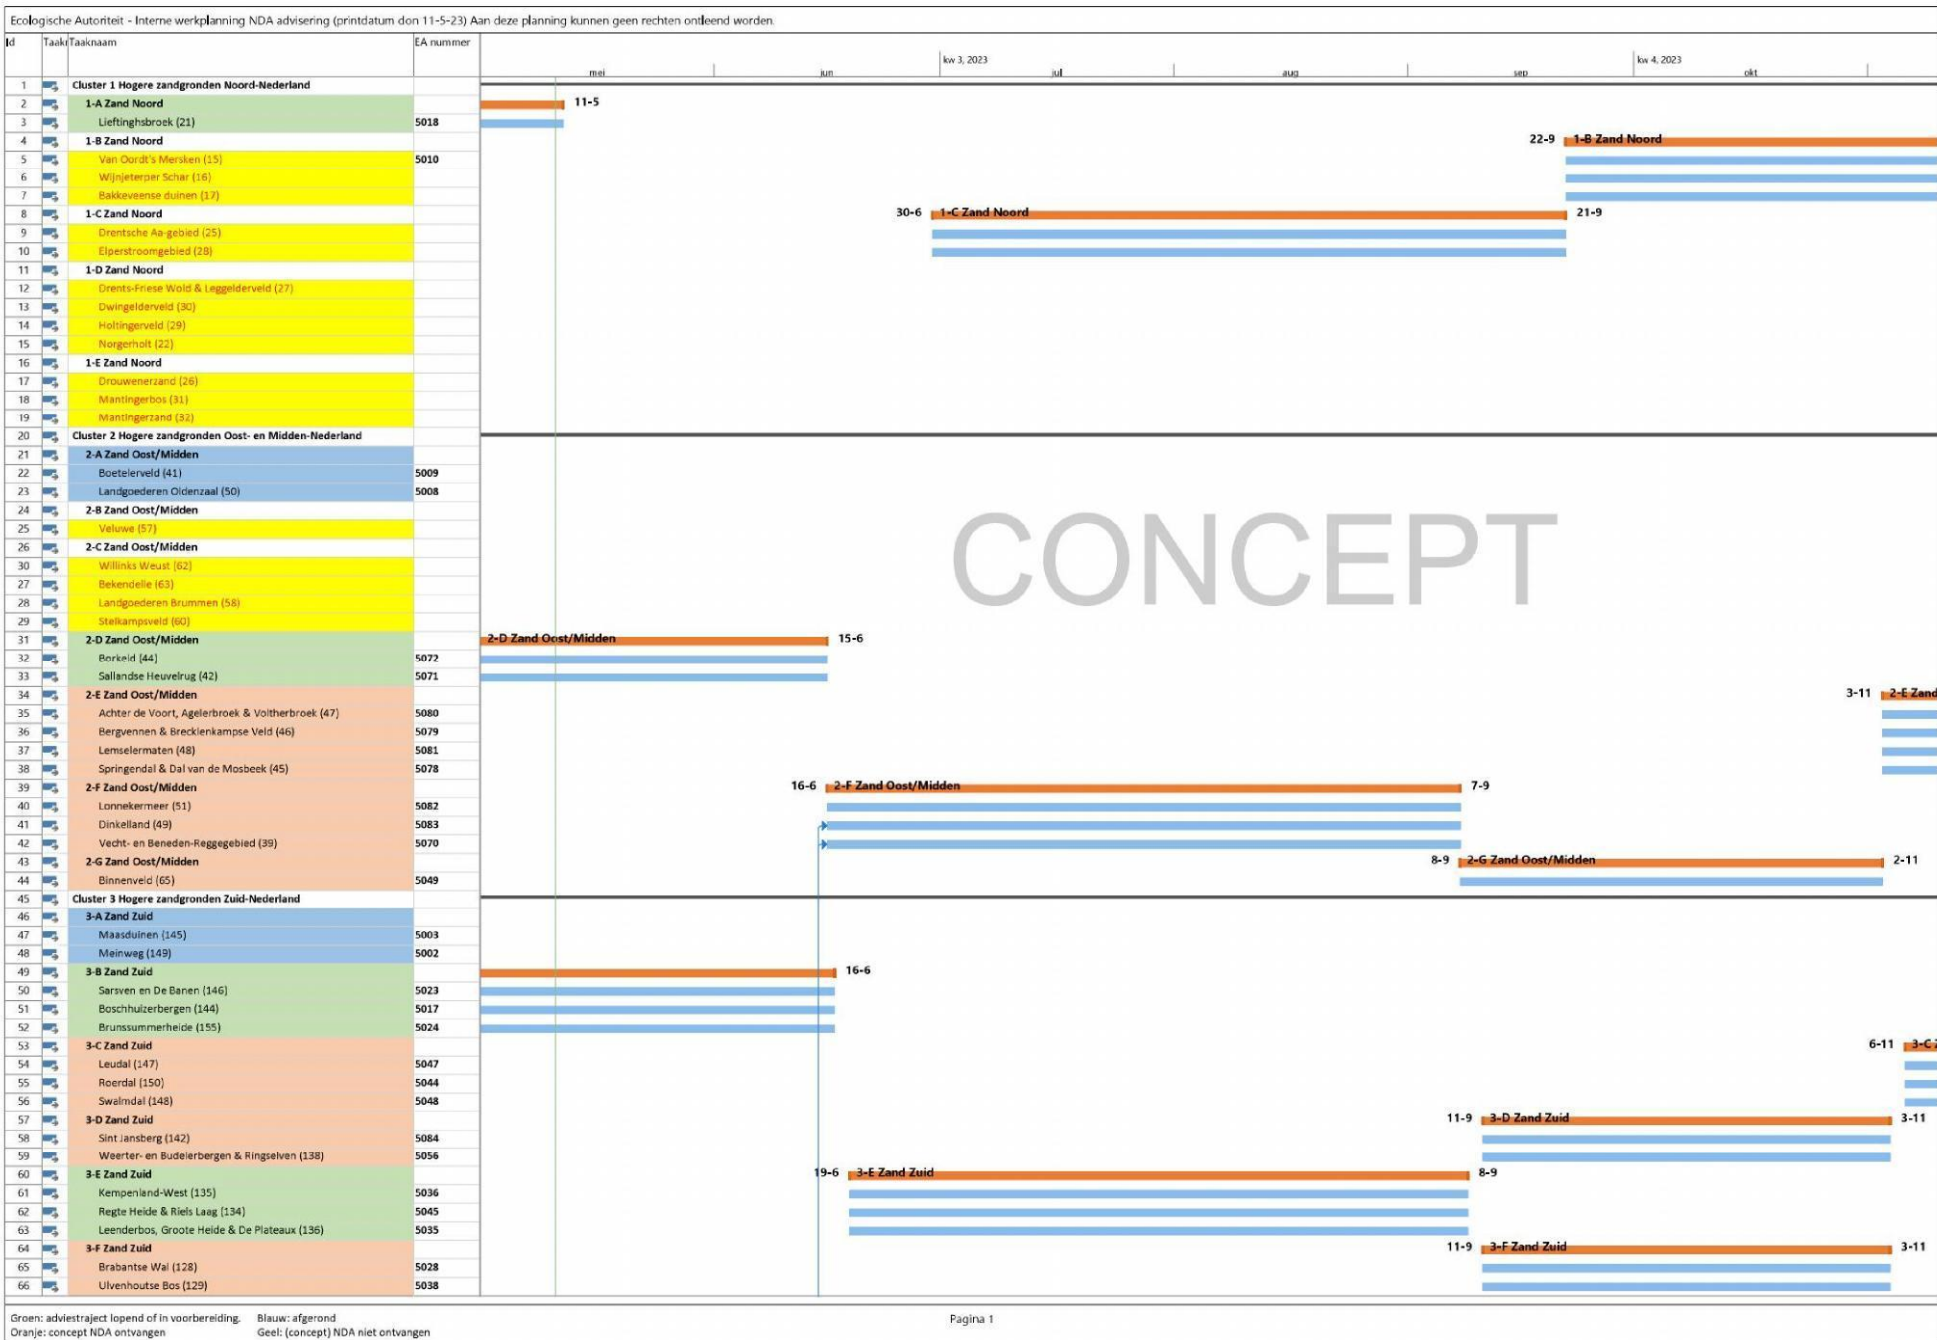 Ecologische Autoriteit - Interne werkplanning NDA advisering (printdatum don 11-5-23) Aan deze planning kunnen geen rechten ontleend worden.
Id Taakı Taaknaam EA nummer
kw 3, 2023 kw 4, 2023
mei jun jul aug sep okt
1 Cluster 1 Hogere zandgronden Noord-Nederland
2 1-A Zand Noord 11-5
3 Lieftinghsbroek (21) 5018
4 1-B Zand Noord 22-9 1-B Zand Noord
5 Van Oordt's Mersken (15) 5010
6 Wijnjeterper Schar (16)
7 Bakkeveense duinen (17)
8 1-C Zand Noord 30-6 1-C Zand Noord 21-9
9 Drentsche Aa-gebied (25)
10 Elperstroomgebied (28)
11 1-D Zand Noord
12 Drents-Friese Wold & Leggelderveld (27)
13 Dwingelderveld (30)
14 Holtingerveld (29)
15 Norgerholt (22)
16 1-E Zand Noord
17 Drouwenerzand (26)
18 Mantingerbos (31)
19 Mantingerzand (32)
20 Cluster 2 Hogere zandgronden Oost- en Midden-Nederland
21 2-A Zand Oost/Midden
22 Boetelerveld (41) 5009
23 Landgoederen Oldenzaal (50) 5008
24 2-B Zand Oost/Midden
25 Veluwe (57)
26 2-C Zand Oost/Midden
CONCEPT
30 Willinks Weust (62)
27 Bekendelle (63)
28 Landgoederen Brummen (58)
29 Stelkampsveld (60)
31 2-D Zand Oost/Midden 2-D Zand Oost/Midden 15-6
32 Borkeld (44) 5072
33 Sallandse Heuvelrug (42) 5071
34 2-E Zand Oost/Midden 3-11 2-E Zand
35 Achter de Voort, Agelerbroek & Voltherbroek (47) 5080
36 Bergvennen & Brecklenkampse Veld (46) 5079
37 Lemselermaten (48) 5081
38 Springendal & Dal van de Mosbeek (45) 5078
39 2-F Zand Oost/Midden 16-6 2-F Zand Oost/Midden 7-9
40 Lonnekermeer (51) 5082
41 Dinkelland (49) 5083
42 Vecht- en Beneden-Reggegebied (39) 5070
43 2-G Zand Oost/Midden 8-9 2-G Zand Oost/Midden 2-11
44 Binnenveld (65) 5049
45 Cluster 3 Hogere zandgronden Zuid-Nederland
46 3-A Zand Zuid
47 Maasduinen (145) 5003
48 Meinweg (149) 5002
49 3-B Zand Zuid 16-6
50 Sarsven en De Banen (146) 5023
51 Boschhuizerbergen (144) 5017
52 Brunssummerheide (155) 5024
53 3-C Zand Zuid 6-11 3-C
54 Leudal (147) 5047
55 Roerdal (150) 5044
56 Swalmdal (148) 5048
57 3-D Zand Zuid 11-9 3-D Zand Zuid 3-11
58 Sint Jansberg (142) 5084
59 Weerter- en Budelerbergen & Ringselven (138) 5056
60 3-E Zand Zuid 19-6 3-E Zand Zuid 8-9
61 Kempenland-West (135) 5036
62 Regte Heide & Riels Laag (134) 5045
63 Leenderbos, Groote Heide & De Plateaux (136) 5035
64 3-F Zand Zuid 11-9 3-F Zand Zuid 3-11
65 Brabantse Wal (128) 5028
66 Ulvenhoutse Bos (129) 5038
Groen: adviestraject lopend of in voorbereiding. Blauw: afgerond Pagina 1
Oranje: concept NDA ontvangen Geel: (concept) NDA niet ontvangen